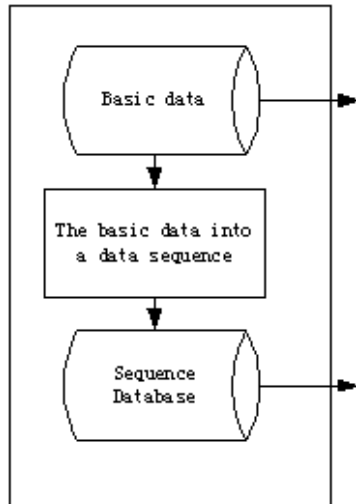 Basic data
The basic data into
a data sequence
Sequence
Database